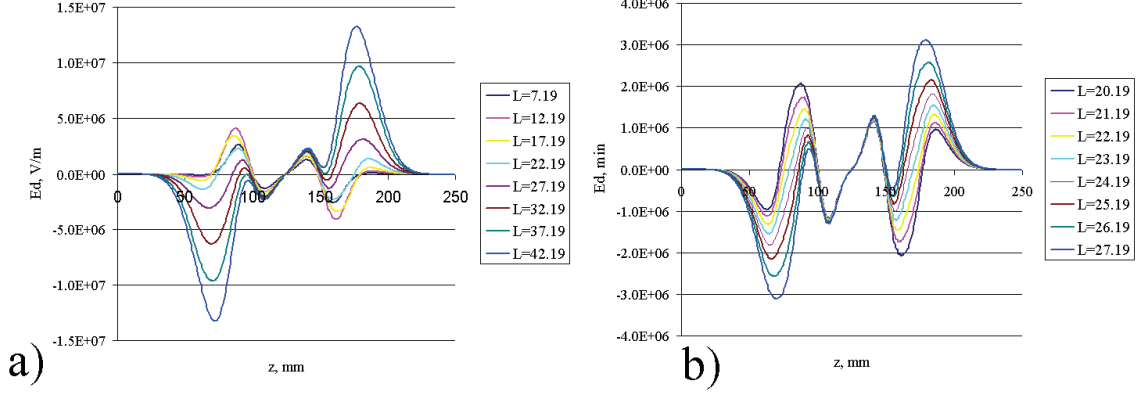 1.5E+07
1.0E+07
5.0E+06
0.0E+00
-5.0E+06
-1.0E+07
-1.5E+07
Ed, V/m
0 50 100 150 200 250
z, mm
L=7.19
L=12.19
L=17.19
L=22.19
L=27.19
L=32.19
L=37.19
L=42.19
a)
4.0E+06
3.0E+06
2.0E+06
1.0E+06
0.0E+00
-1.0E+06
-2.0E+06
-3.0E+06
-4.0E+06
Ed, min
0 50 100 150 200 250
z, mm
L=20.19
L=21.19
L=22.19
L=23.19
L=24.19
L=25.19
L=26.19
L=27.19
b)